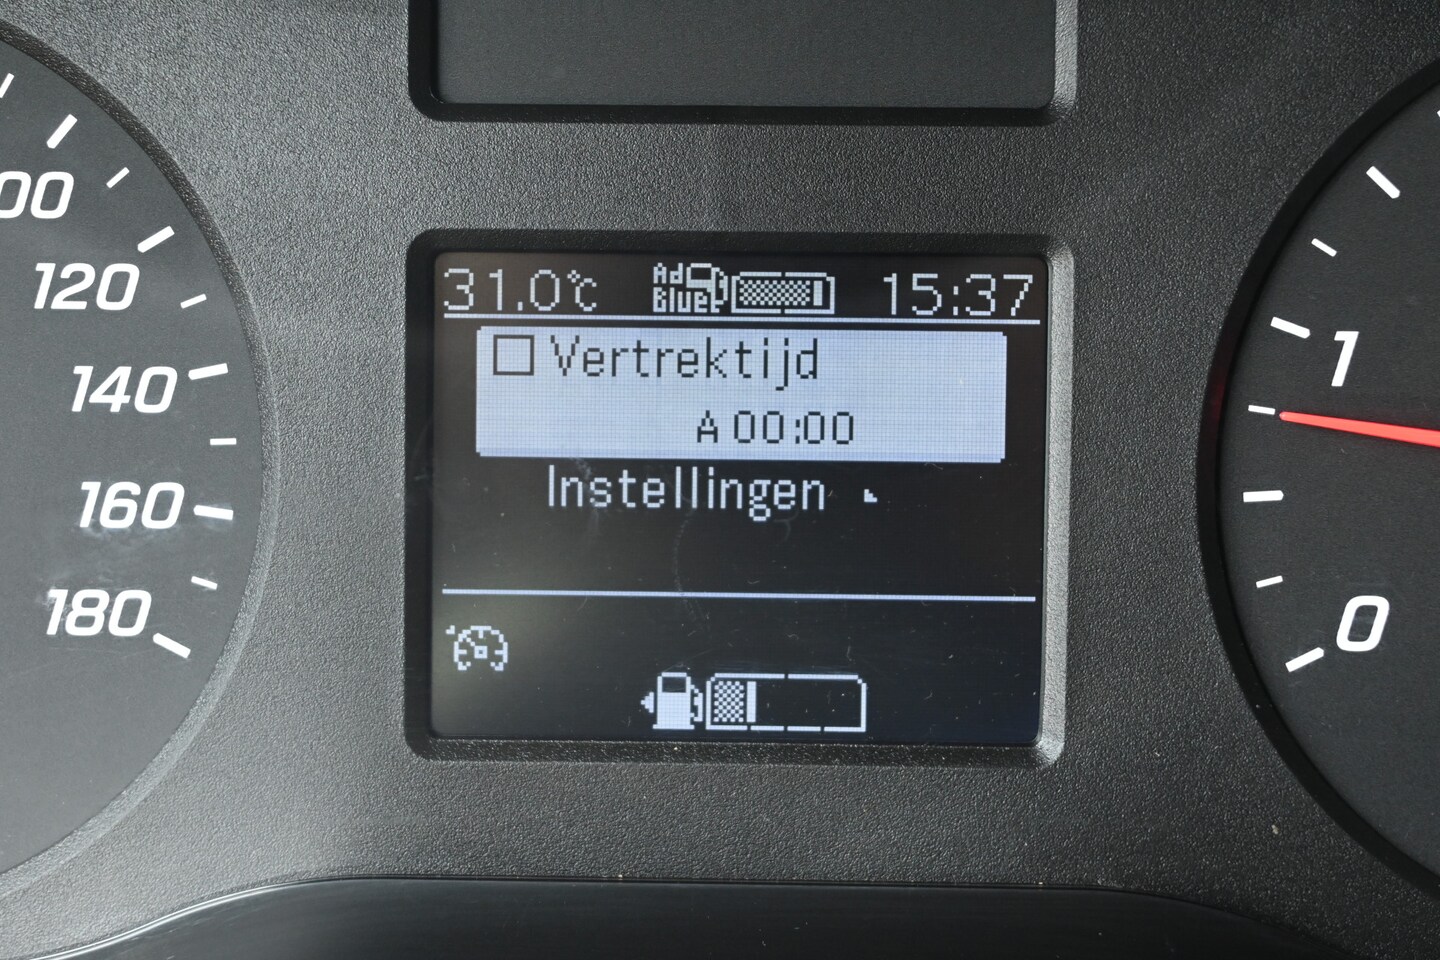 31.0°C
Ad
Blue
15:37
Vertrektijd
A 00:00
Instellingen
00
120
140
160
180
1
0